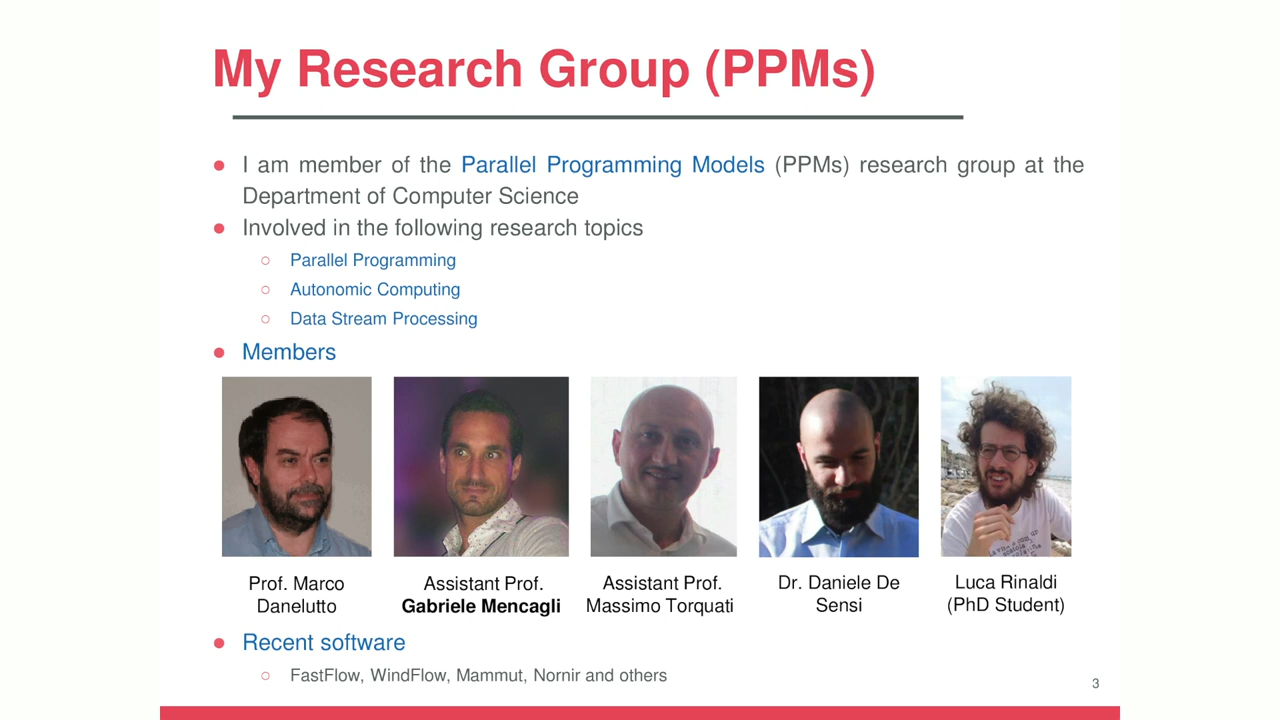 My Research Group (PPMs)
● I am member of the Parallel Programming Models (PPMs) research group at the
Department of Computer Science
● Involved in the following research topics
○ Parallel Programming
○ Autonomic Computing
○ Data Stream Processing
● Members
Prof. Marco
Danelutto
Assistant Prof.
Gabriele Mencagli
Assistant Prof.
Massimo Torquati
Dr. Daniele De
Sensi
Luca Rinaldi
(PhD Student)
● Recent software
○ FastFlow, WindFlow, Mammut, Nornir and others
3